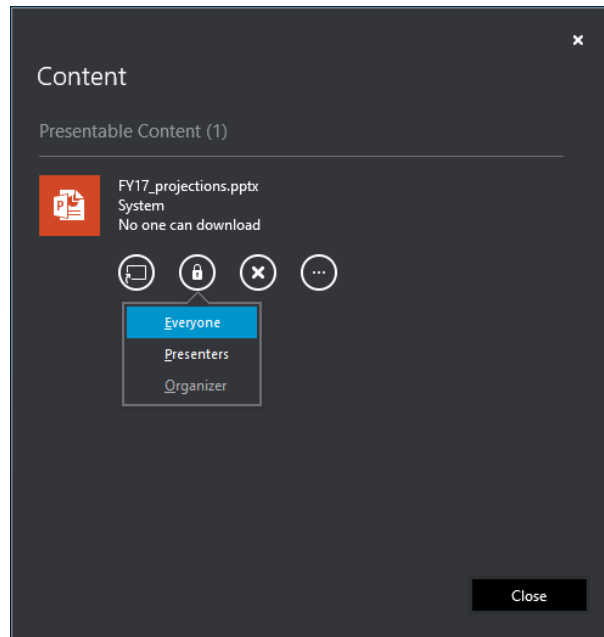 Content
Presentable Content (1)
FY17_projections.pptx
System
No one can download
Everyone
Presenters
Organizer
Close